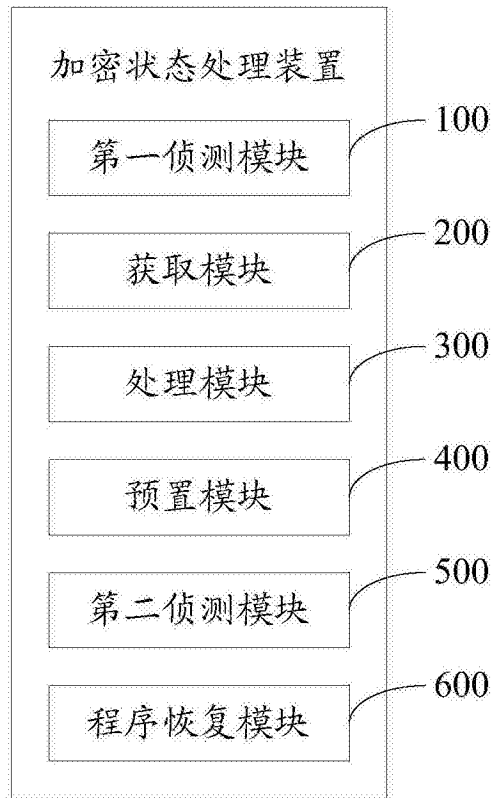 加密状态处理装置
第一侦测模块
100
获取模块
200
处理模块
300
预置模块
400
第二侦测模块
500
程序恢复模块
600